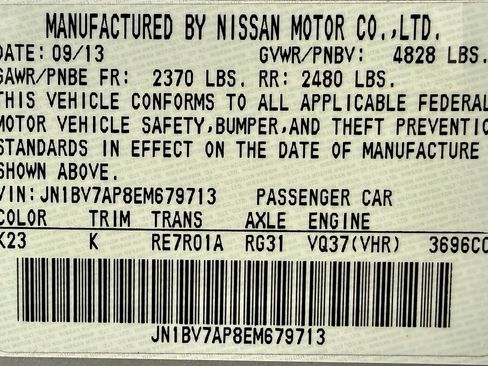 MANUFACTURED BY NISSAN MOTOR CO.,LTD.
DATE: 09/13 GVWR/PNBV: 4828 LBS.
GAWR/PNBE FR: 2370 LBS. RR: 2480 LBS.
THIS VEHICLE CONFORMS TO ALL APPLICABLE FEDERAL
MOTOR VEHICLE SAFETY,BUMPER,AND THEFT PREVENTIO
STANDARDS IN EFFECT ON THE DATE OF MANUFACTURE
SHOWN ABOVE.
VIN:JN1BV7AP8EM679713 PASSENGER CAR
COLOR TRIM TRANS AXLE ENGINE
K23 K RE7R01A RG31 VQ37(VHR) 3696CC
JN1BV7AP8EM679713